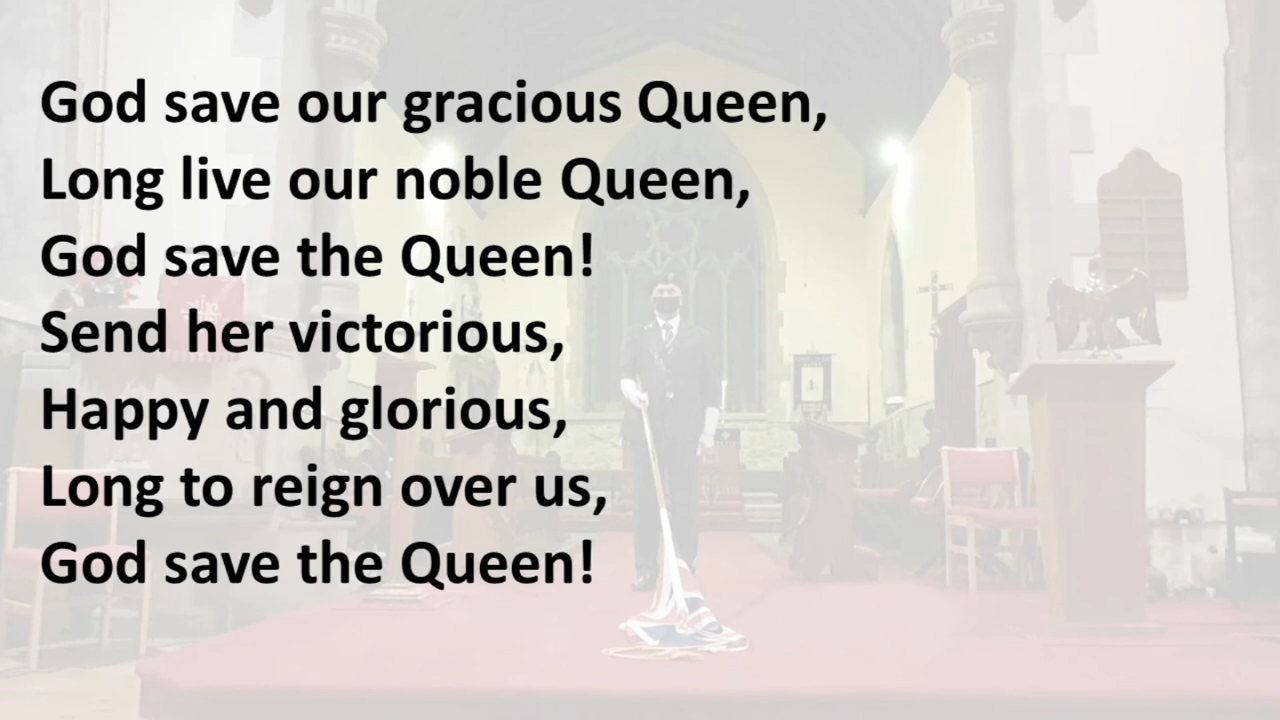 God save our gracious Queen,
Long live our noble Queen,
God save the Queen!
Send her victorious,
Happy and glorious,
Long to reign over us,
God save the Queen!